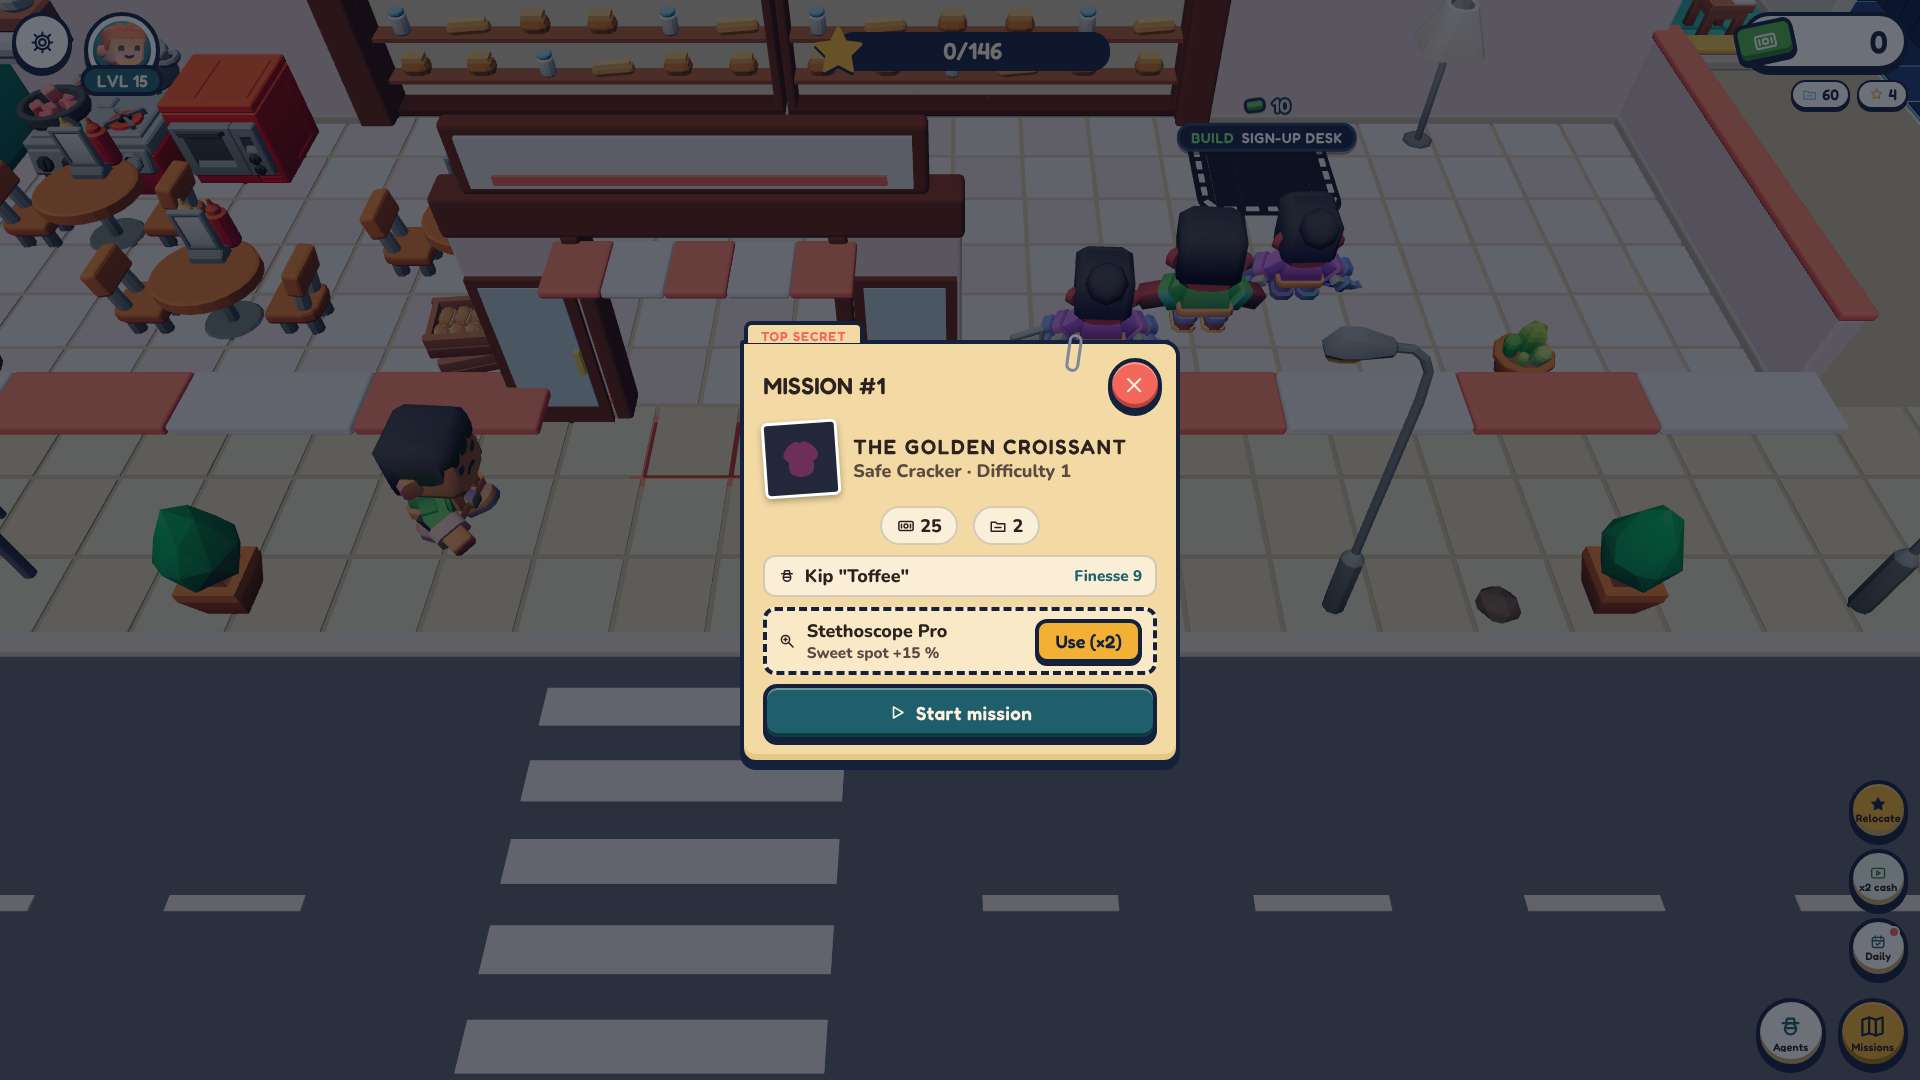 LVL 15
0/146
0
60
4
10
BUILD SIGN-UP DESK
TOP SECRET
MISSION #1
THE GOLDEN CROISSANT
Safe Cracker · Difficulty 1
25
2
Kip "Toffee"
Finesse 9
Stethoscope Pro
Sweet spot +15 %
Use (x2)
Start mission
Relocate
x2 cash
Daily
Agents
Missions